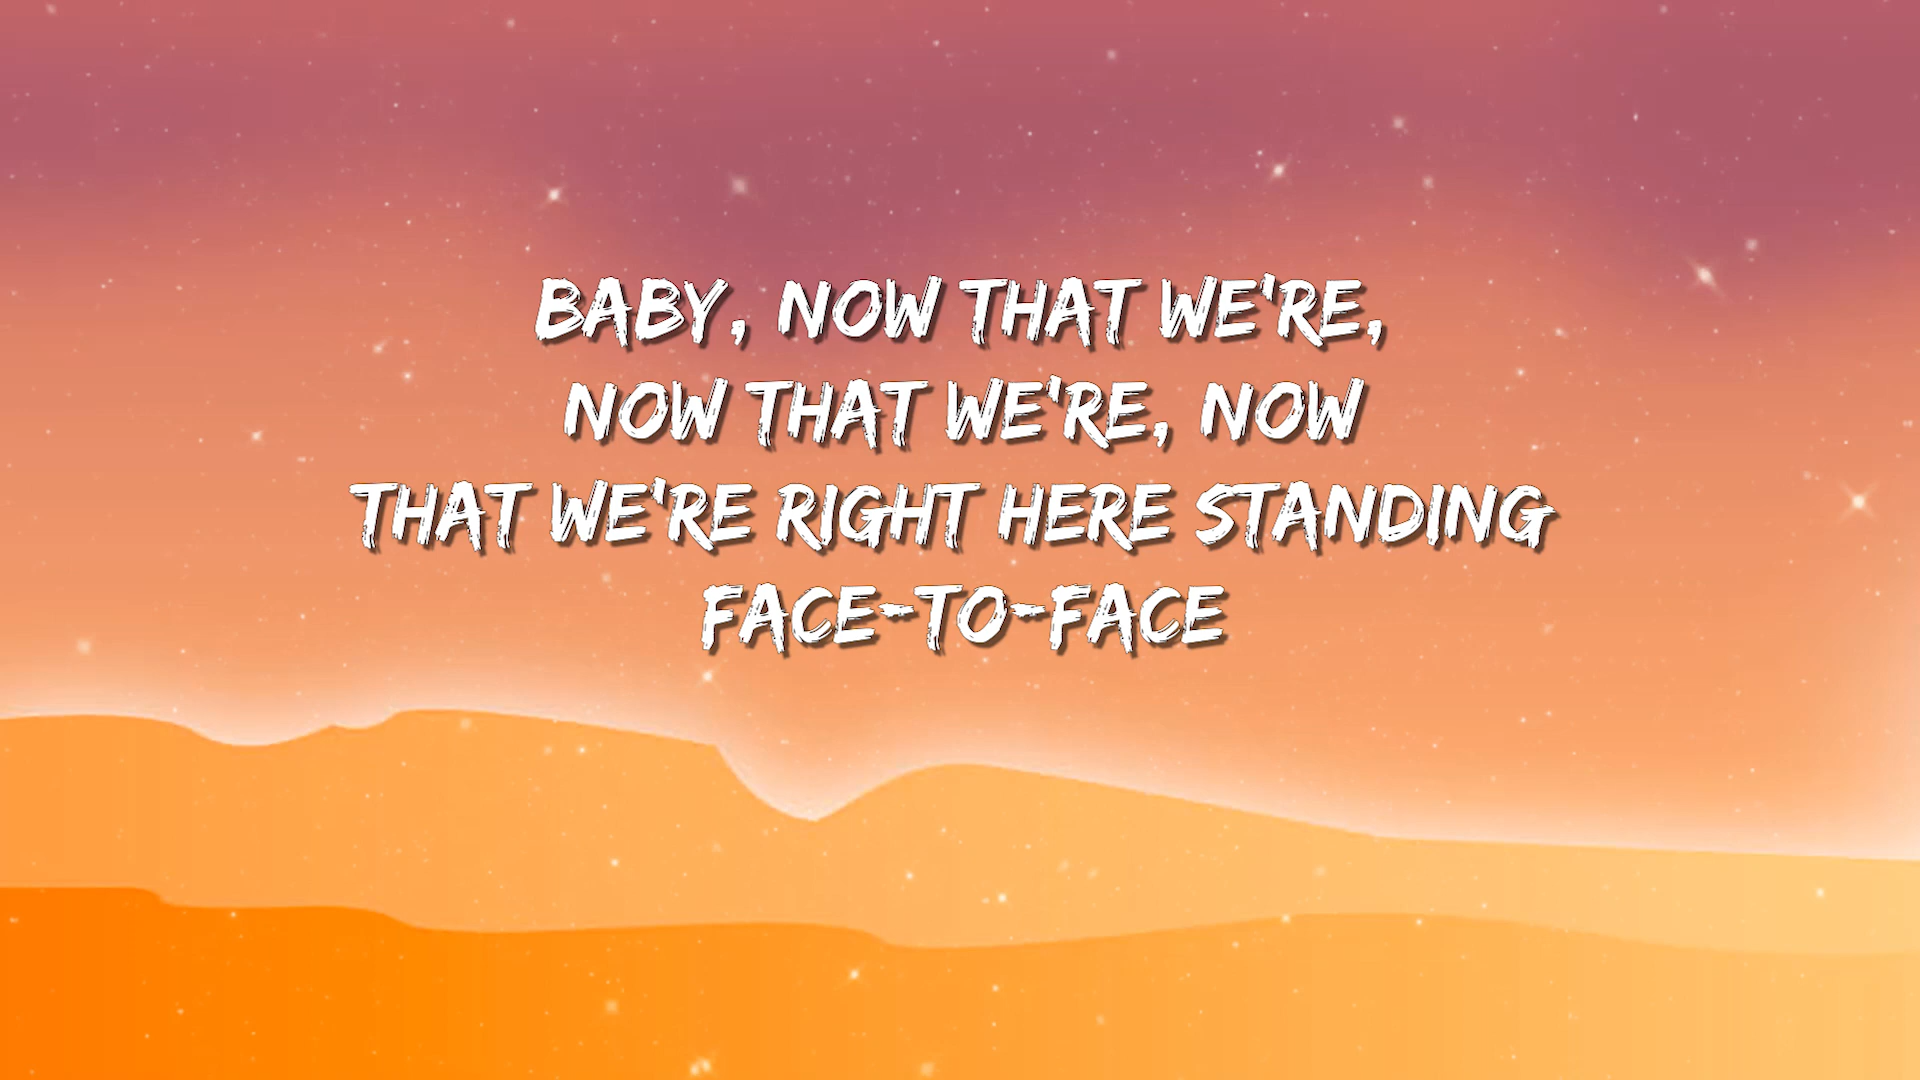 BABY, NOW THAT WE'RE,
NOW THAT WE'RE, NOW
THAT WE'RE RIGHT HERE STANDING
FACE-TO-FACE